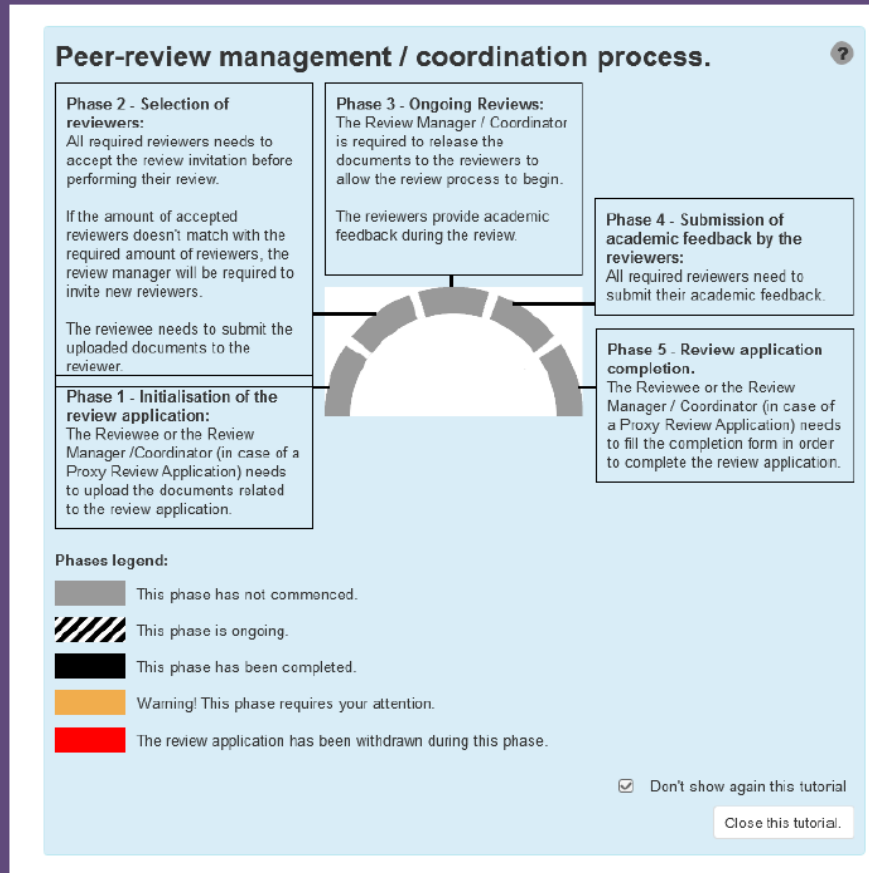 Peer-review management / coordination process.
?
Phase 2 - Selection of
reviewers:
All required reviewers needs to
accept the review invitation before
performing their review.
If the amount of accepted
reviewers doesn't match with the
required amount of reviewers, the
review manager will be required to
invite new reviewers.
The reviewee needs to submit the
uploaded documents to the
reviewer.
Phase 3 - Ongoing Reviews:
The Review Manager / Coordinator
is required to release the
documents to the reviewers to
allow the review process to begin.
The reviewers provide academic
feedback during the review.
Phase 4 - Submission of
academic feedback by the
reviewers:
All required reviewers need to
submit their academic feedback.
Phase 1 - Initialisation of the
review application:
The Reviewee or the Review
Manager /Coordinator (in case of a
Proxy Review Application) needs
to upload the documents related
to the review application.
Phase 5 - Review application
completion.
The Reviewee or the Review
Manager / Coordinator (in case of
a Proxy Review Application) needs
to fill the completion form in order
to complete the review application.
Phases legend:
This phase has not commenced.
This phase is ongoing.
This phase has been completed.
Warning! This phase requires your attention.
The review application has been withdrawn during this phase.
Don't show again this tutorial
Close this tutorial.